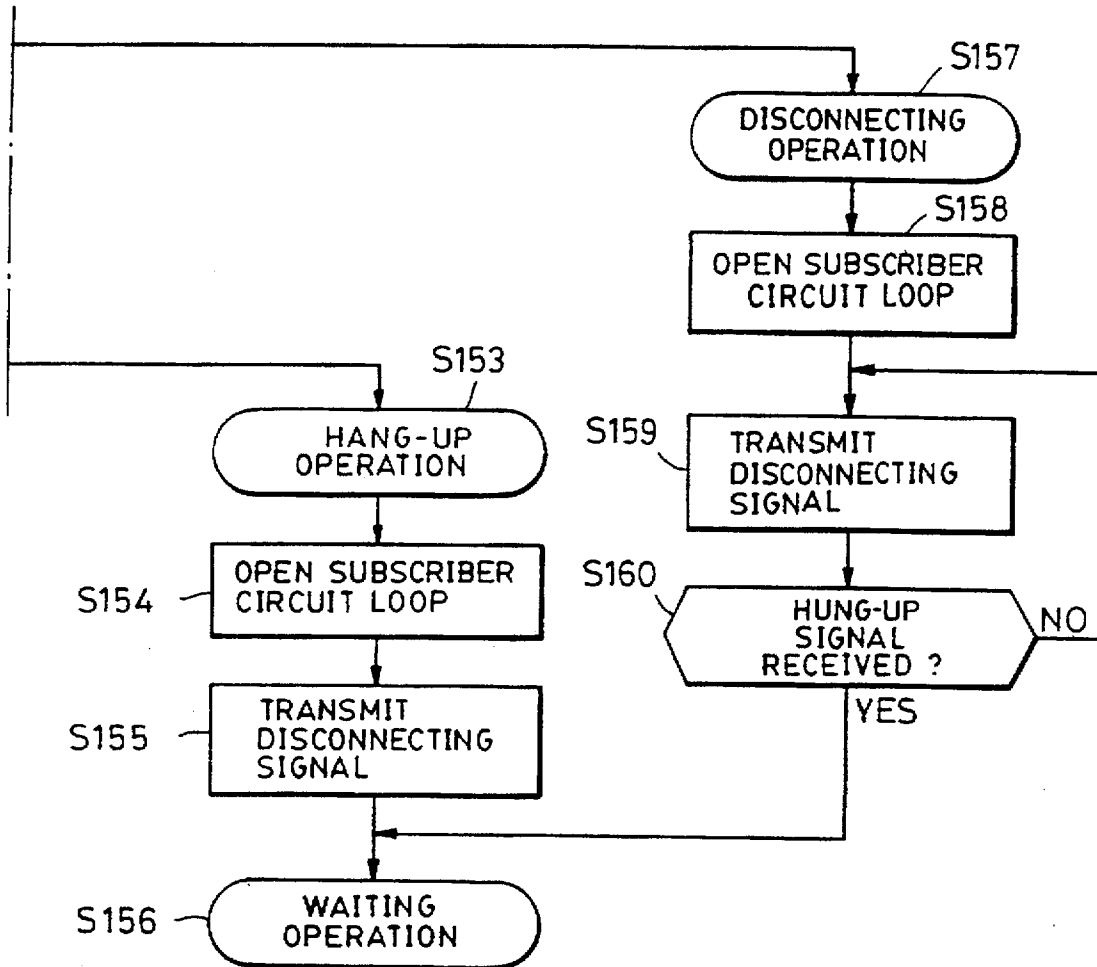 S157
DISCONNECTING
OPERATION
S158
OPEN SUBSCRIBER
CIRCUIT LOOP
S153
HANG-UP
OPERATION
S159
TRANSMIT
DISCONNECTING
SIGNAL
S154
OPEN SUBSCRIBER
CIRCUIT LOOP
S160
HUNG-UP
SIGNAL
RECEIVED ?
NO
YES
S155
TRANSMIT
DISCONNECTING
SIGNAL
S156
WAITING
OPERATION